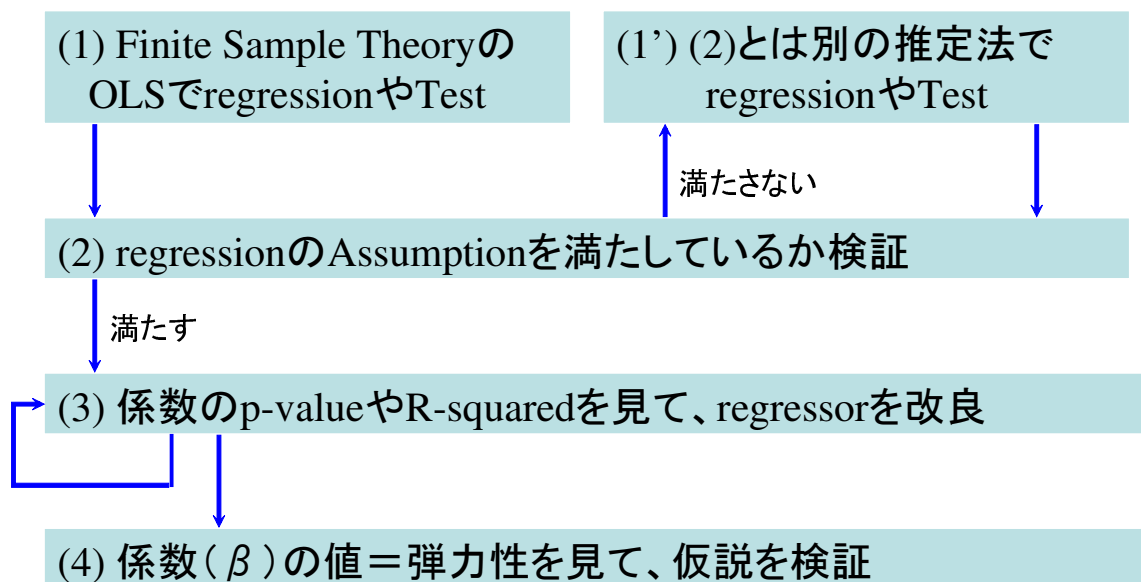 (1) Finite Sample Theoryの
OLSでregressionやTest
(1’) (2)とは別の推定法で
regressionやTest
満たさない
(2) regressionのAssumptionを満たしているか検証
満たす
(3) 係数のp-valueやR-squaredを見て、regressorを改良
(4) 係数(β)の値＝弾力性を見て、仮説を検証